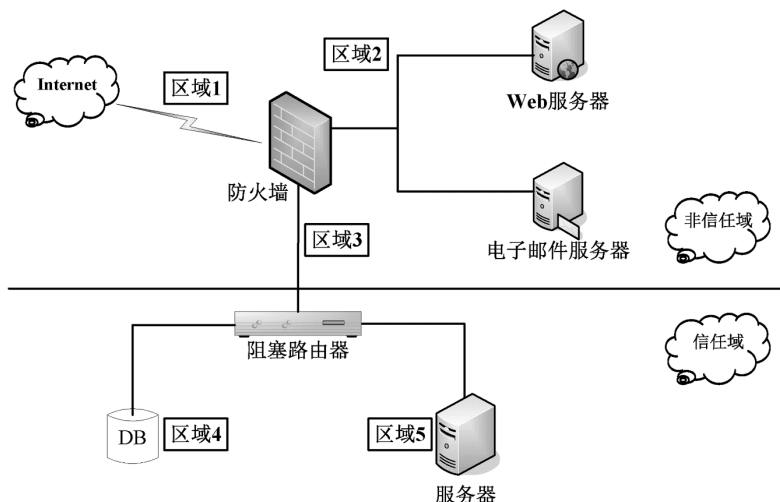 Internet
区域1
区域2
Web服务器
防火墙
电子邮件服务器
非信任域
区域3
阻塞路由器
信任域
DB
区域4
区域5
服务器